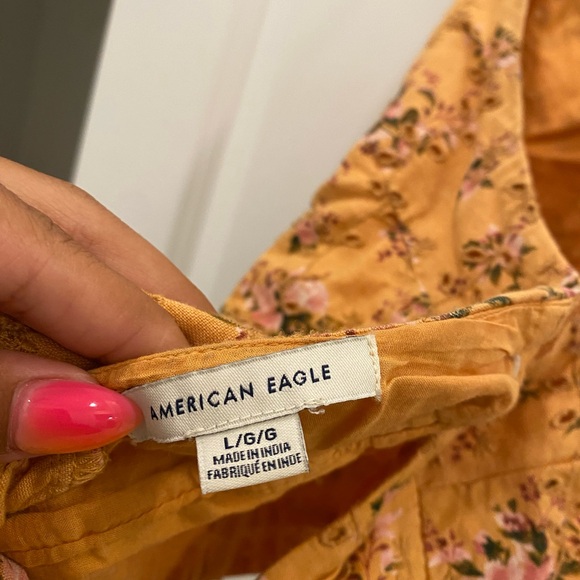 AMERICAN EAGLE
L/G/G
MADE IN INDIA
FABRIQUÉ EN INDE